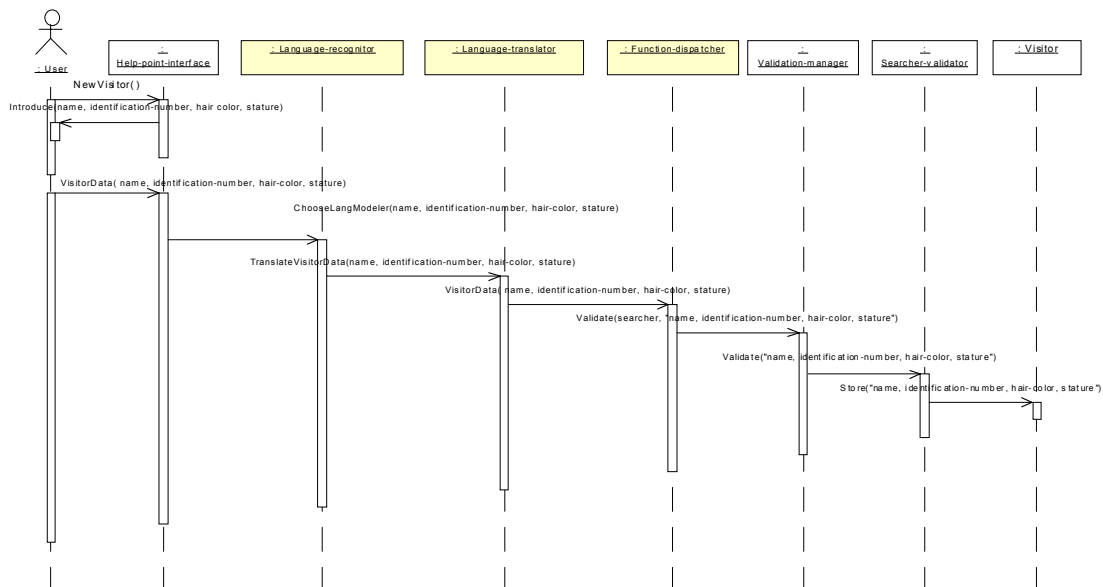 : User
:
Help-point-interface
: Language-recognitor
: Language-translator
: Function-dispatcher
:
Validation-manager
:
Searcher-validator
: Visitor
NewVisitor()
Introduce(name, identification-number, hair color, stature)
VisitorData( name, identification-number, hair-color, stature)
ChooseLangModeler(name, identification-number, hair-color, stature)
TranslateVisitorData(name, identification-number, hair-color, stature)
VisitorData( name, identification-number, hair-color, stature)
Validate(searcher, "name, identification-number, hair-color, stature")
Validate("name, identification-number, hair-color, stature")
Store("name, identification-number, hair-color, stature")